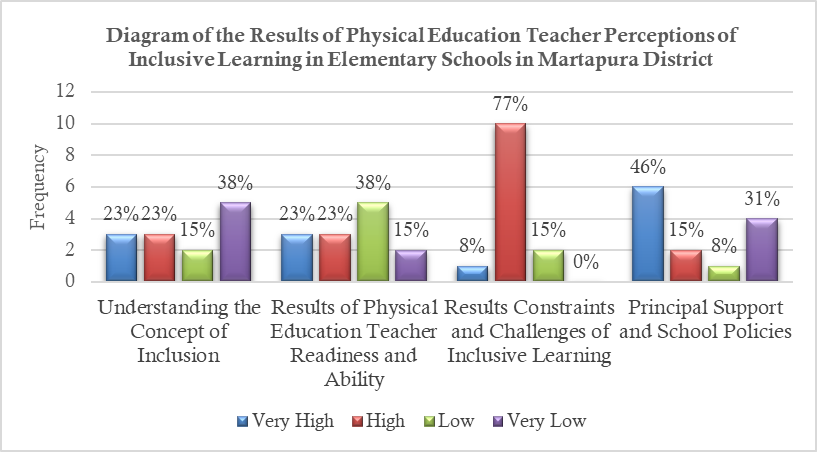 Diagram of the Results of Physical Education Teacher Perceptions of
Inclusive Learning in Elementary Schools in Martapura District
Frequency
12
10
8
6
4
2
0
23% 23% 15% 38%
23% 23% 38% 15%
8% 77% 15% 0%
46% 15% 8% 31%
Understanding the
Concept of
Inclusion
Results of Physical
Education Teacher
Readiness and
Ability
Results Constraints
and Challenges of
Inclusive Learning
Principal Support
and School Policies
Very High High Low Very Low